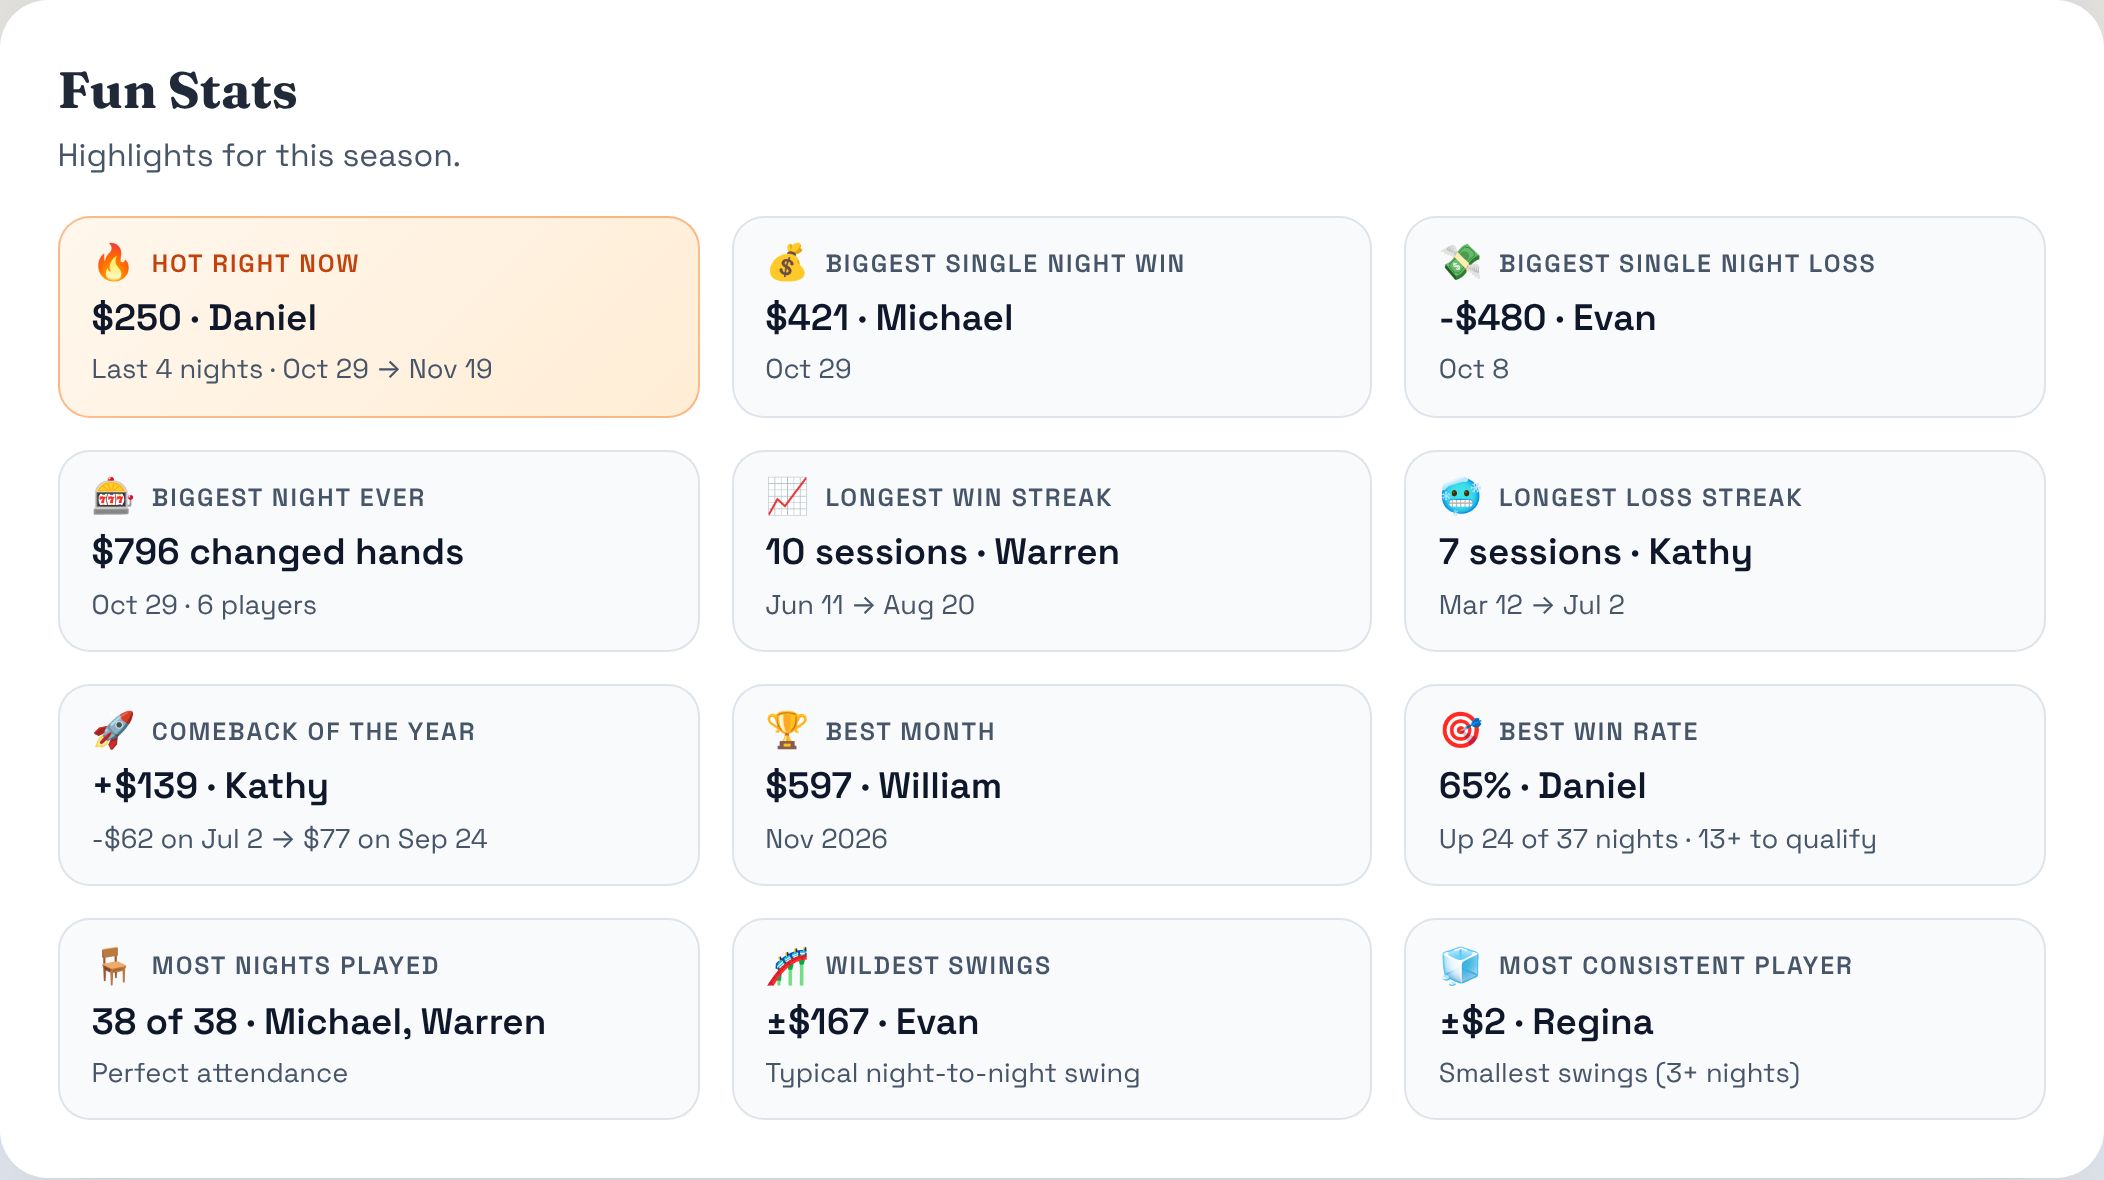 Fun Stats
Highlights for this season.
HOT RIGHT NOW
$250 · Daniel
Last 4 nights · Oct 29 → Nov 19
BIGGEST SINGLE NIGHT WIN
$421 · Michael
Oct 29
BIGGEST SINGLE NIGHT LOSS
-$480 · Evan
Oct 8
BIGGEST NIGHT EVER
$796 changed hands
Oct 29 · 6 players
LONGEST WIN STREAK
10 sessions · Warren
Jun 11 → Aug 20
LONGEST LOSS STREAK
7 sessions · Kathy
Mar 12 → Jul 2
COMEBACK OF THE YEAR
+$139 · Kathy
-$62 on Jul 2 → $77 on Sep 24
BEST MONTH
$597 · William
Nov 2026
BEST WIN RATE
65% · Daniel
Up 24 of 37 nights · 13+ to qualify
MOST NIGHTS PLAYED
38 of 38 · Michael, Warren
Perfect attendance
WILDEST SWINGS
±$167 · Evan
Typical night-to-night swing
MOST CONSISTENT PLAYER
±$2 · Regina
Smallest swings (3+ nights)